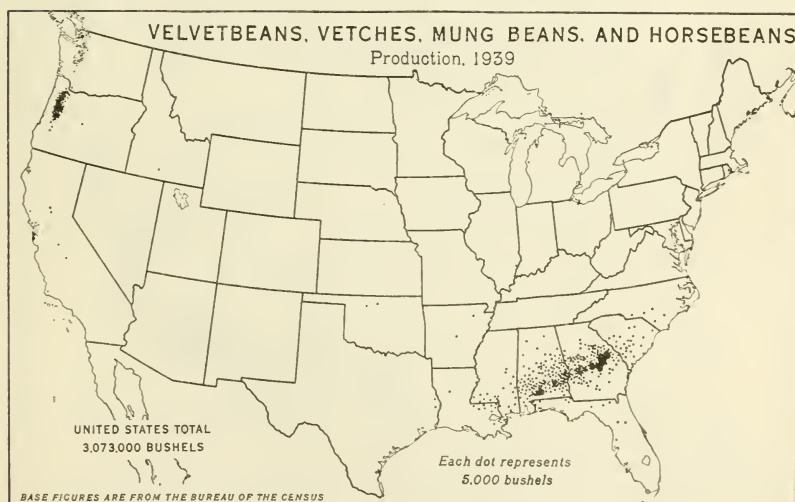 VELVETBEANS, VETCHES, MUNG BEANS, AND HORSEBEANS
Production, 1939
UNITED STATES TOTAL
3,073,000 BUSHELS
Each dot represents
5,000 bushels
BASE FIGURES ARE FROM THE BUREAU OF THE CENSUS